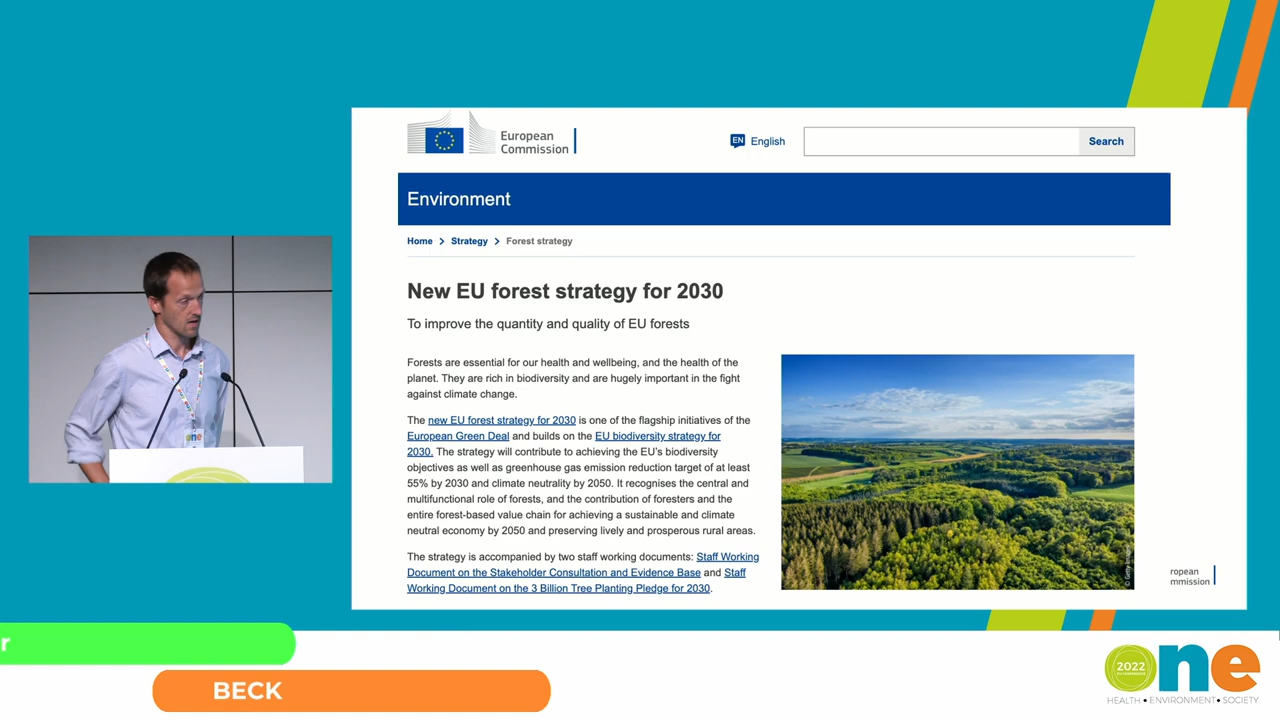 European
Commission
EN English
Search
Environment
Home > Strategy > Forest strategy
New EU forest strategy for 2030
To improve the quantity and quality of EU forests
Forests are essential for our health and wellbeing, and the health of the
planet. They are rich in biodiversity and are hugely important in the fight
against climate change.
The new EU forest strategy for 2030 is one of the flagship initiatives of the
European Green Deal and builds on the EU biodiversity strategy for
2030. The strategy will contribute to achieving the EU's biodiversity
objectives as well as greenhouse gas emission reduction target of at least
55% by 2030 and climate neutrality by 2050. It recognises the central and
multifunctional role of forests, and the contribution of foresters and the
entire forest-based value chain for achieving a sustainable and climate
neutral economy by 2050 and preserving lively and prosperous rural areas.
The strategy is accompanied by two staff working documents: Staff Working
Document on the Stakeholder Consultation and Evidence Base and Staff
Working Document on the 3 Billion Tree Planting Pledge for 2030.
ropean
mmission
one
r
BECK
2022
one
HEALTH • ENVIRONMENT • SOCIETY